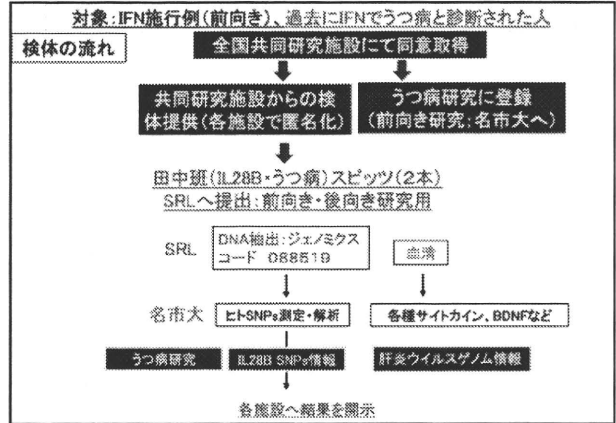 対象:IFN施行例(前向き)、過去にIFNでうつ病と診断された人
検体の流れ
全国共同研究施設にて同意取得
共同研究施設からの検
体提供(各施設で匿名化)
うつ病研究に登録
(前向き研究:名市大へ)
田中班(IL28B・うつ病)スピッツ(2本)
SRLへ提出:前向き・後向き研究用
SRL
DNA抽出:ジェノミクス
コード 088519
血清
名市大
ヒトSNPs測定・解析
各種サイトカイン、BDNFなど
うつ病研究
IL28B SNPs情報
肝炎ウイルスゲノム情報
各施設へ結果を開示